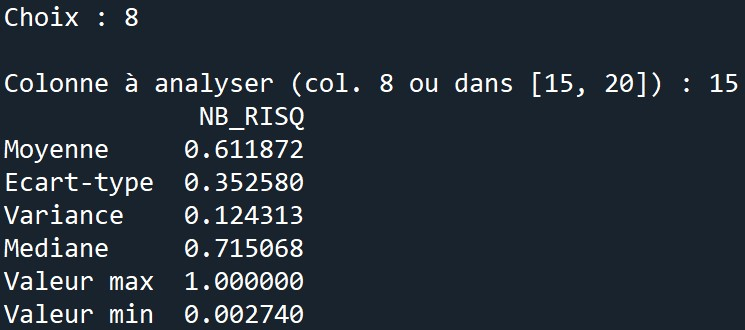 Choix : 8
Colonne à analyser (col. 8 ou dans [15, 20]) : 15
NB_RISQ
Moyenne 0.611872
Ecart-type 0.352580
Variance 0.124313
Mediane 0.715068
Valeur max 1.000000
Valeur min 0.002740